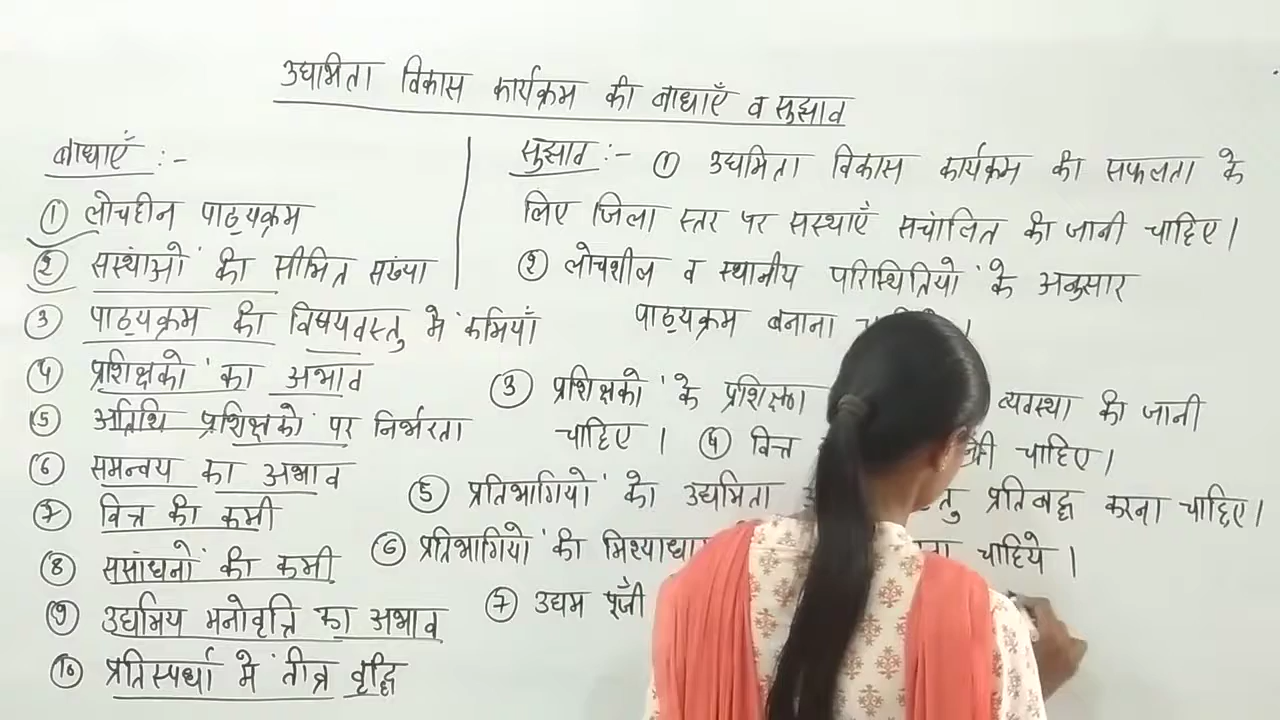 उद्यमिता विकास कार्यक्रम की बाधाएँ व सुझाव
बाधाएँ :-
① लोचहीन पाठ्यक्रम
② संस्थाओं की सीमित संख्या
③ पाठ्यक्रम की विषयवस्तु में कमियाँ
④ प्रशिक्षकों का अभाव
⑤ अतिथि प्रशिक्षकों पर निर्भरता
⑥ समन्वय का अभाव
⑦ वित्त की कमी
⑧ संसाधनों की कमी
⑨ उद्यमिय मनोवृत्ति का अभाव
⑩ प्रतिस्पर्धा में तीव्र वृद्धि
सुझाव :- ① उद्यमिता विकास कार्यक्रम की सफलता के
लिए जिला स्तर पर संस्थाएँ संचालित की जानी चाहिए।
② लोचशील व स्थानीय परिस्थितियों के अनुसार
पाठ्यक्रम बनाना
③ प्रशिक्षकों के प्रशिक्षण व्यवस्था की जानी
चाहिए। ④ वित्त चाहिए।
⑤ प्रतिभागियों को उद्यमिता प्रतिबद्ध करना चाहिए।
⑥ प्रतिभागियों की चाहिये।
⑦ उद्यम पूँजी